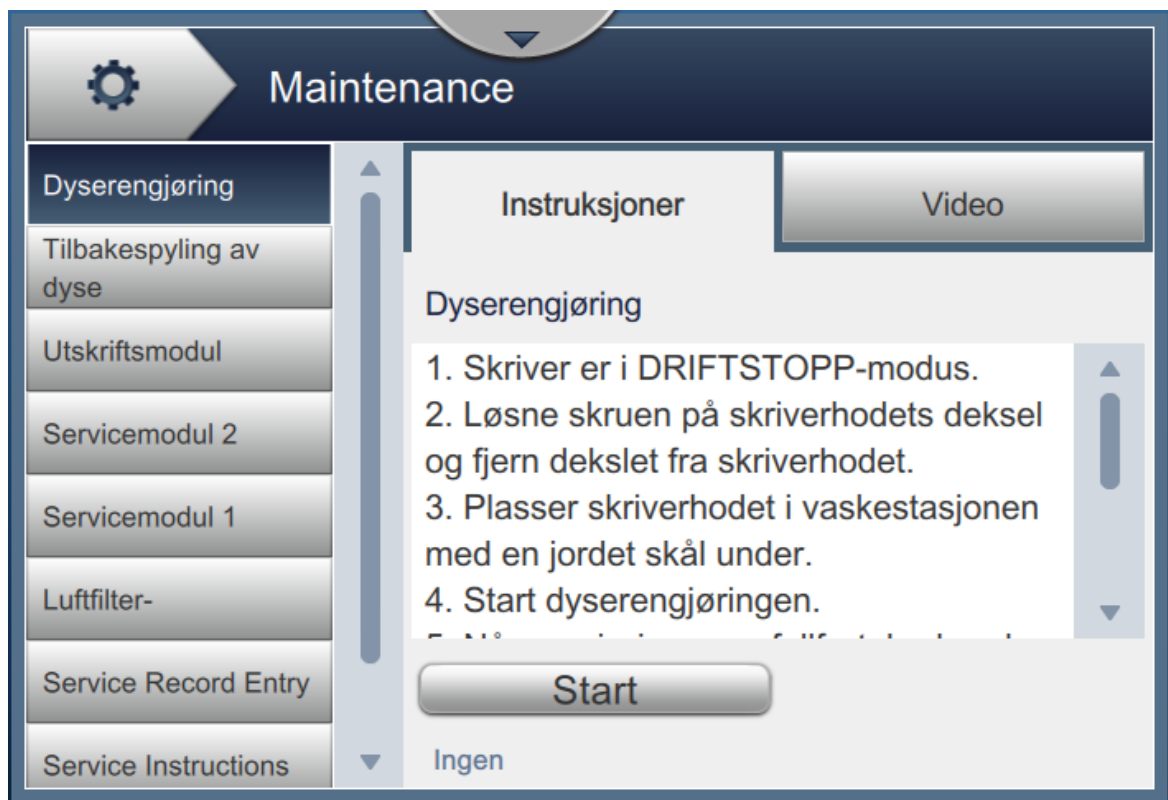 Maintenance
Dyserengjøring
Tilbakespyling av
dyse
Utskriftsmodul
Servicemodul 2
Servicemodul 1
Luftfilter-
Service Record Entry
Service Instructions
Instruksjoner
Video
Dyserengjøring
1. Skriver er i DRIFTSTOPP-modus.
2. Løsne skruen på skriverhodets deksel
og fjern dekslet fra skriverhodet.
3. Plasser skriverhodet i vaskestasjonen
med en jordet skål under.
4. Start dyserengjøringen.
Start
Ingen